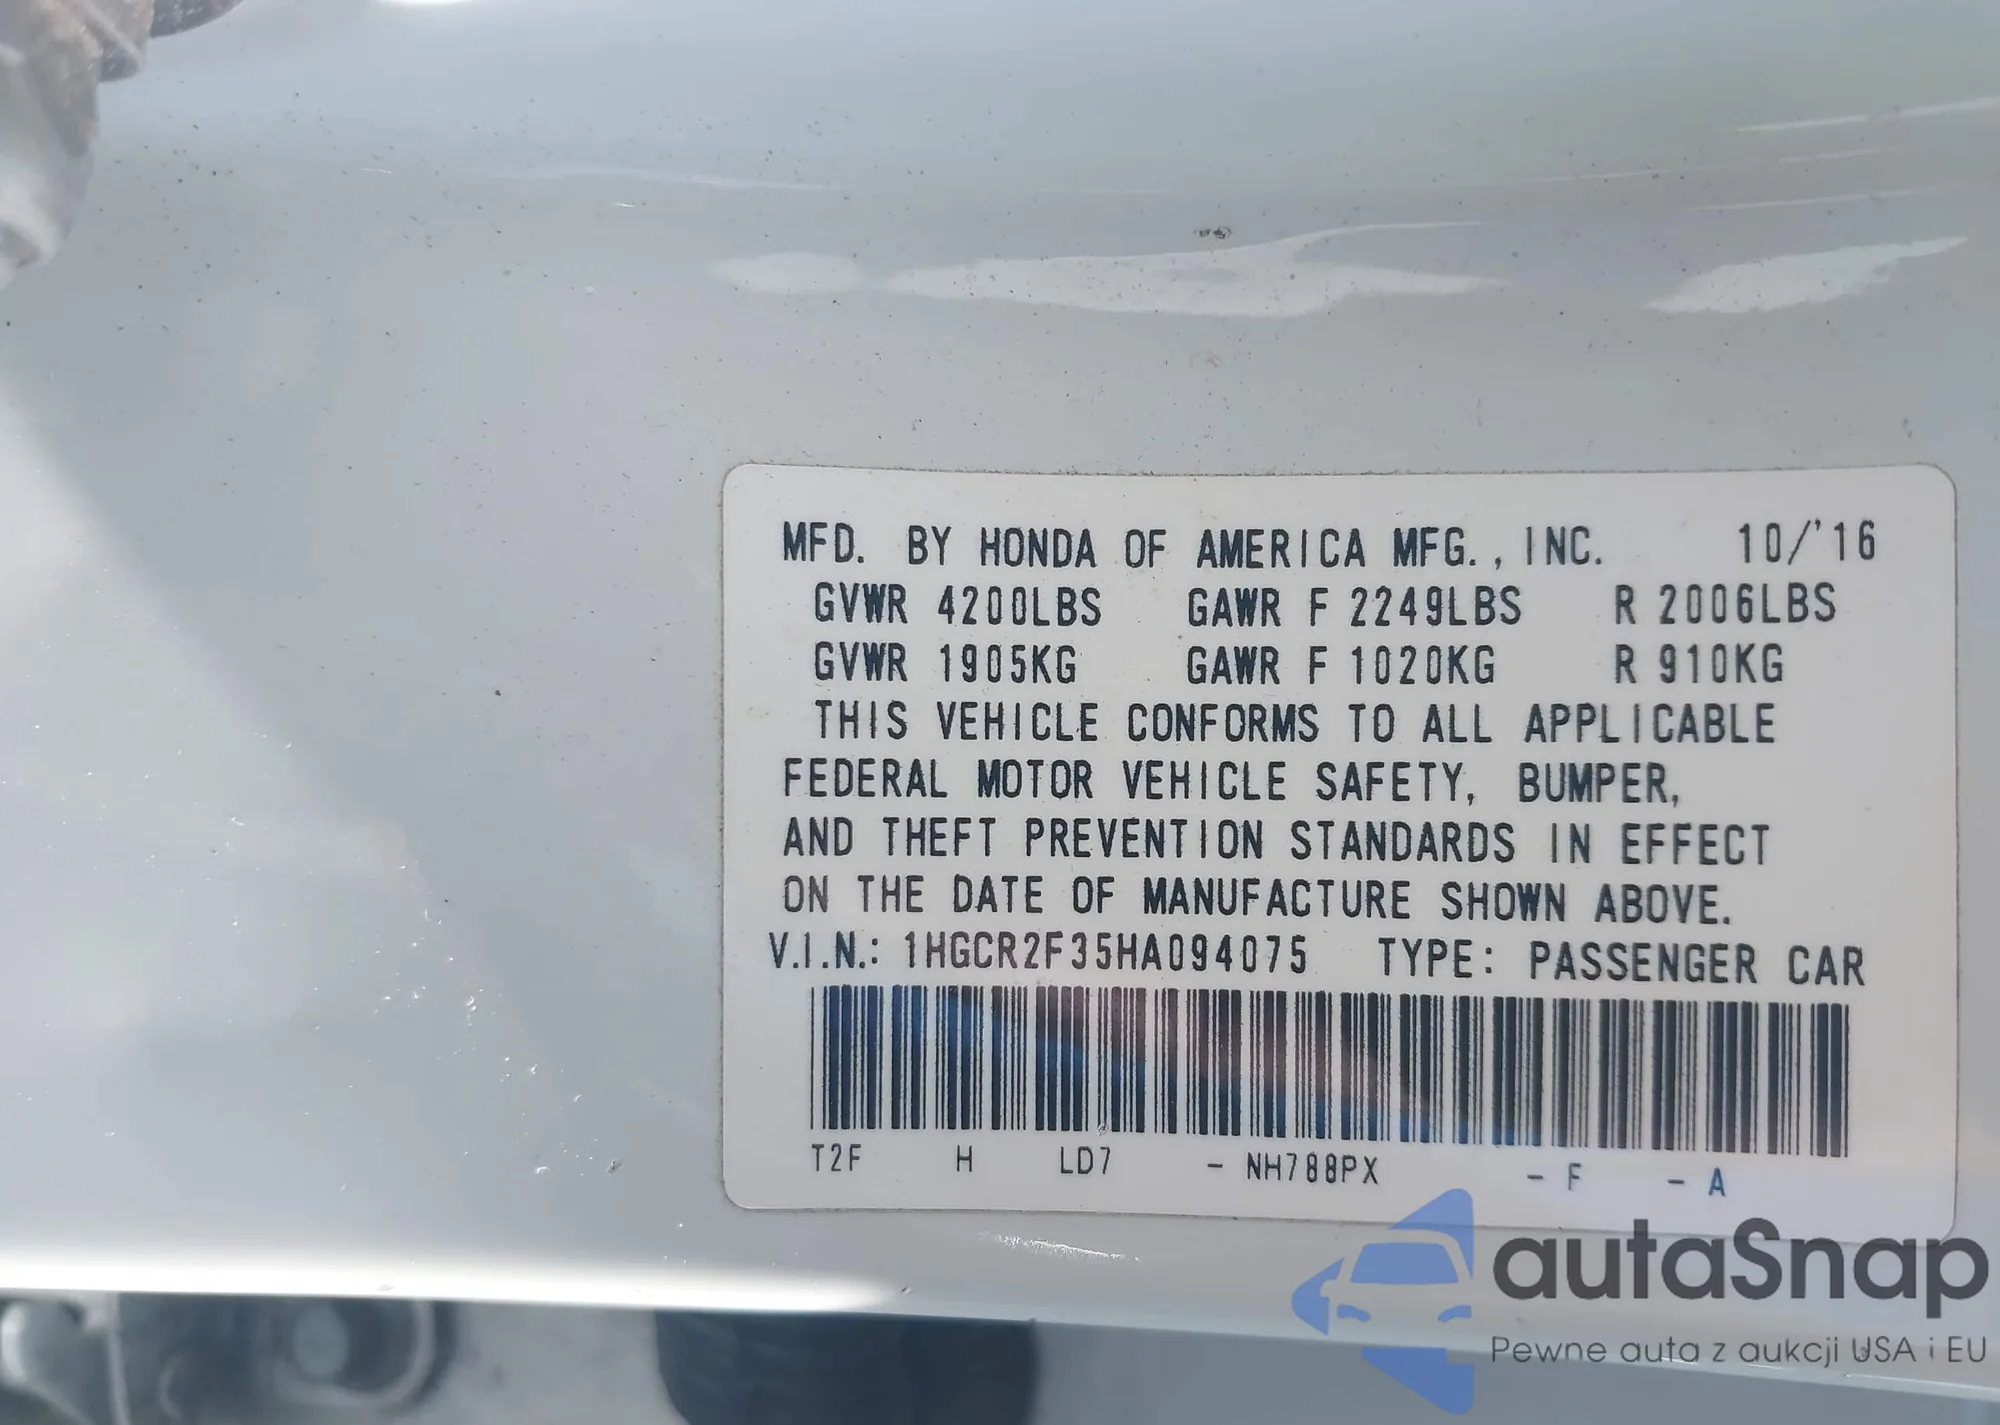 MFD. BY HONDA OF AMERICA MFG., INC. 10/'16
GVWR 4200LBS GAWR F 2249LBS R 2006LBS
GVWR 1905KG GAWR F 1020KG R 910KG
THIS VEHICLE CONFORMS TO ALL APPLICABLE
FEDERAL MOTOR VEHICLE SAFETY, BUMPER,
AND THEFT PREVENTION STANDARDS IN EFFECT
ON THE DATE OF MANUFACTURE SHOWN ABOVE.
V.I.N.: 1HGCR2F35HA094075 TYPE: PASSENGER CAR
T2F H LD7 - NH788PX - F - A
autaSnap
Pewne auta z aukcji USA i EU